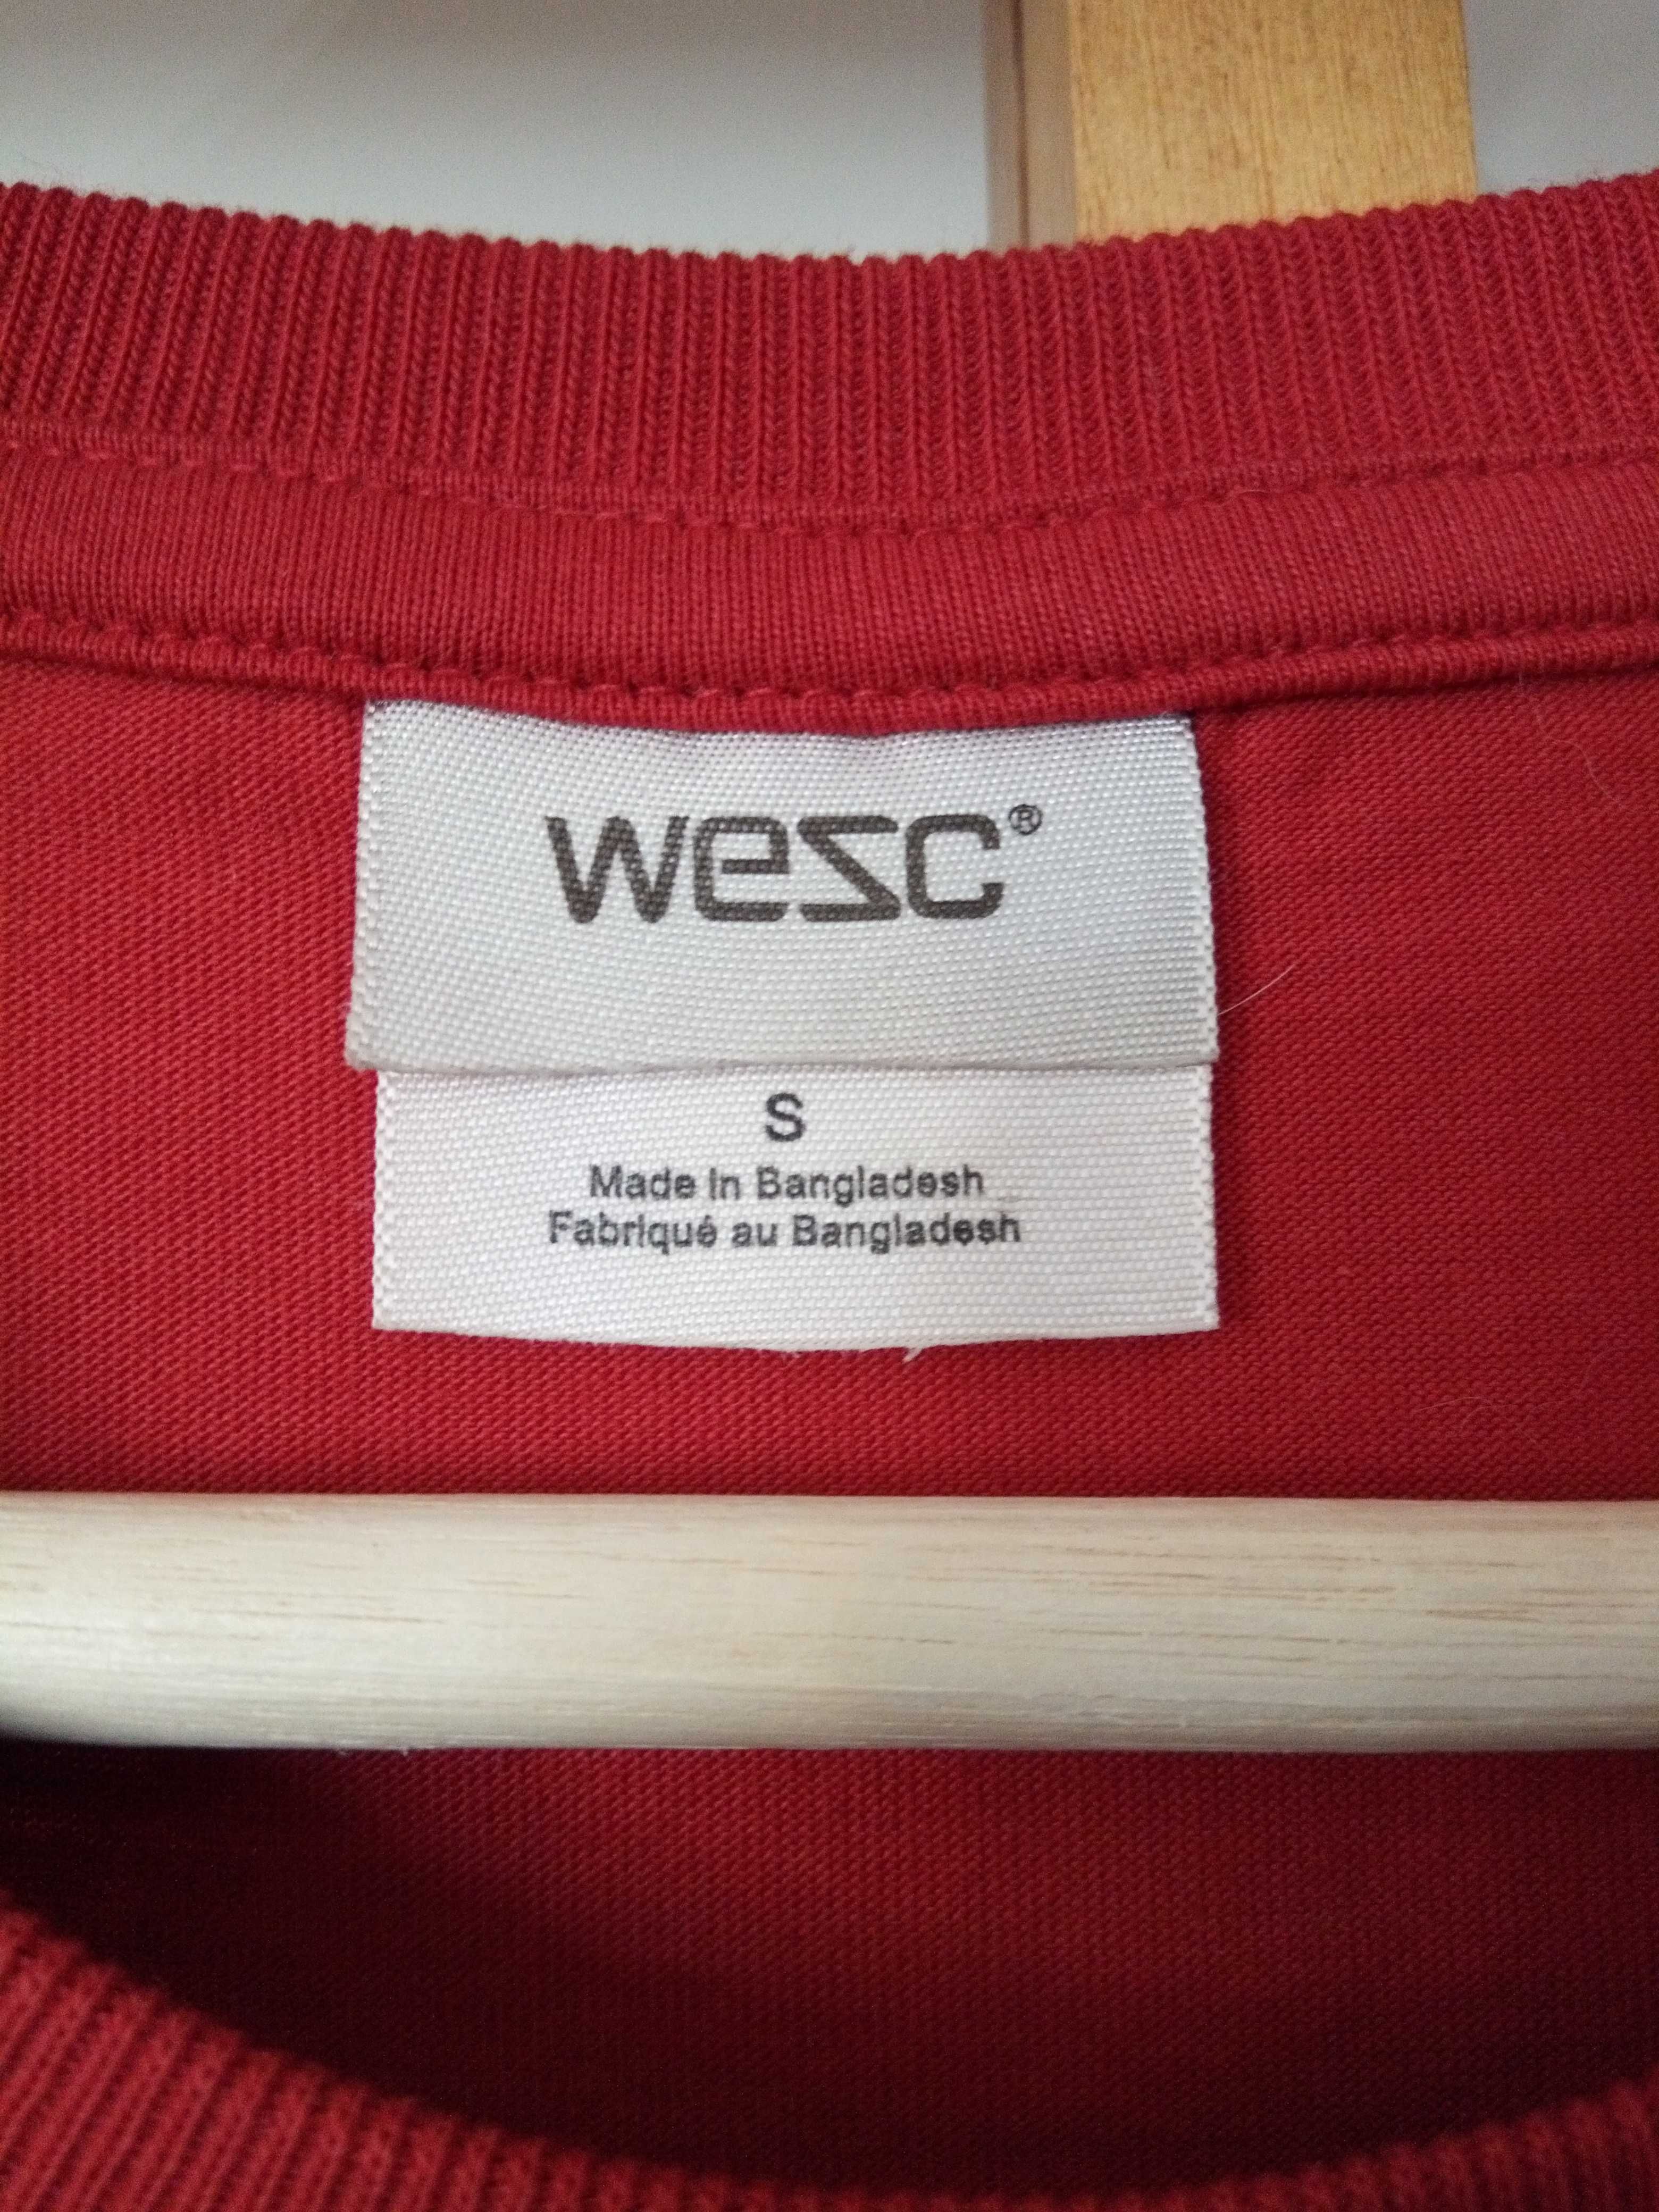 wesc®
S
Made in Bangladesh
Fabriqué au Bangladesh